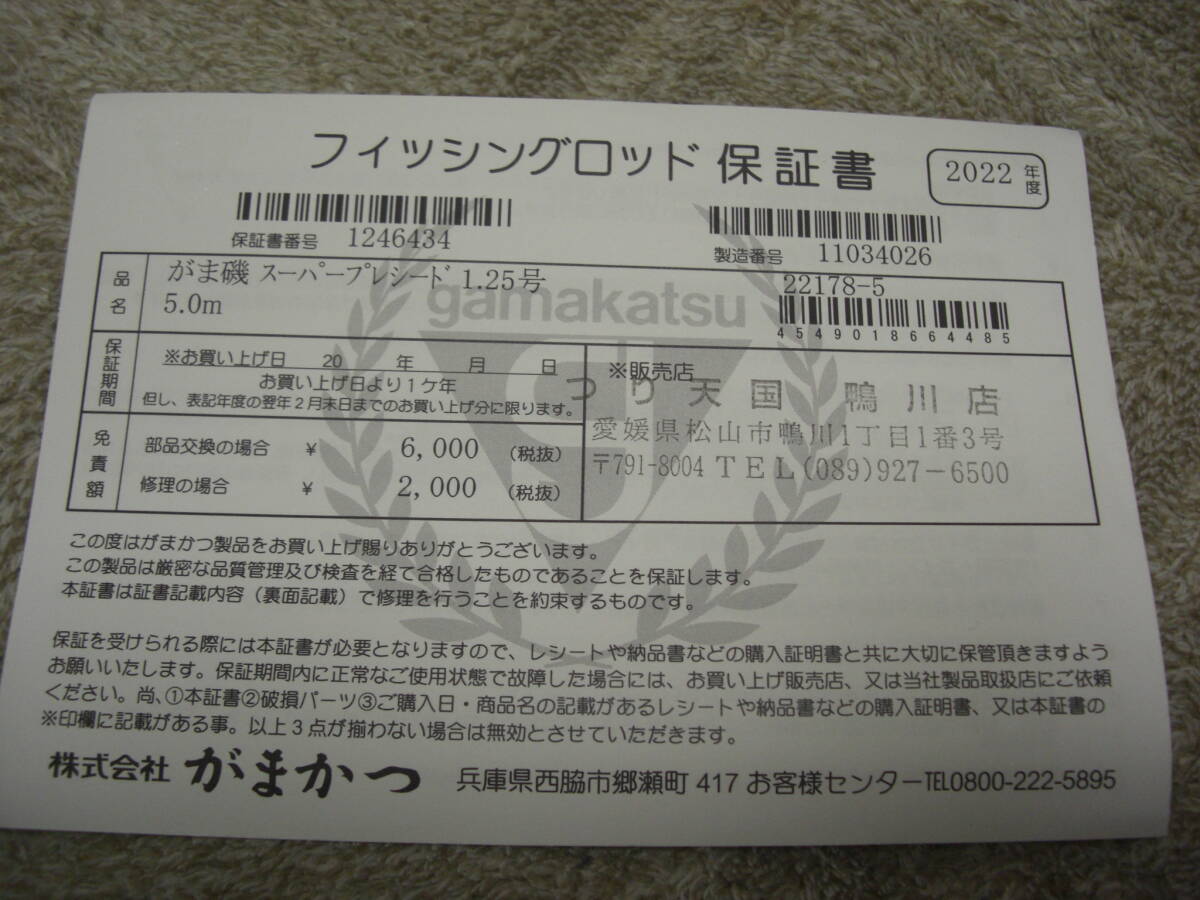 フィッシングロッド 保証書
2022 年度
保証書番号 1246434
製造番号 11034026
品名
がま磯 スーパープレシード 1.25号
5.0m
22178-5
4549018664485
gamakatsu
保証期間
※お買い上げ日 20 年 月 日
お買い上げ日より1ケ年
但し、表記年度の翌年2月末日までのお買い上げ分に限ります。
※販売店
つり天国 鴨川店
愛媛県松山市鴨川1丁目1番3号
〒791-8004 TEL(089)927-6500
免責額
部品交換の場合 ¥ 6,000 (税抜)
修理の場合 ¥ 2,000 (税抜)
この度はがまかつ製品をお買い上げ賜りありがとうございます。
この製品は厳密な品質管理及び検査を経て合格したものであることを保証します。
本証書は証書記載内容(裏面記載)で修理を行うことを約束するものです。
保証を受けられる際には本証書が必要となりますので、レシートや納品書などの購入証明書と共に大切に保管頂きますよう
お願いいたします。保証期間内に正常なご使用状態で故障した場合には、お買い上げ販売店、又は当社製品取扱店にご依頼
ください。尚、①本証書②破損パーツ③ご購入日・商品名の記載があるレシートや納品書などの購入証明書、又は本証書の
※印欄に記載がある事。以上3点が揃わない場合は無効とさせていただきます。
株式会社 がまかつ 兵庫県西脇市郷瀬町 417 お客様センターTEL0800-222-5895